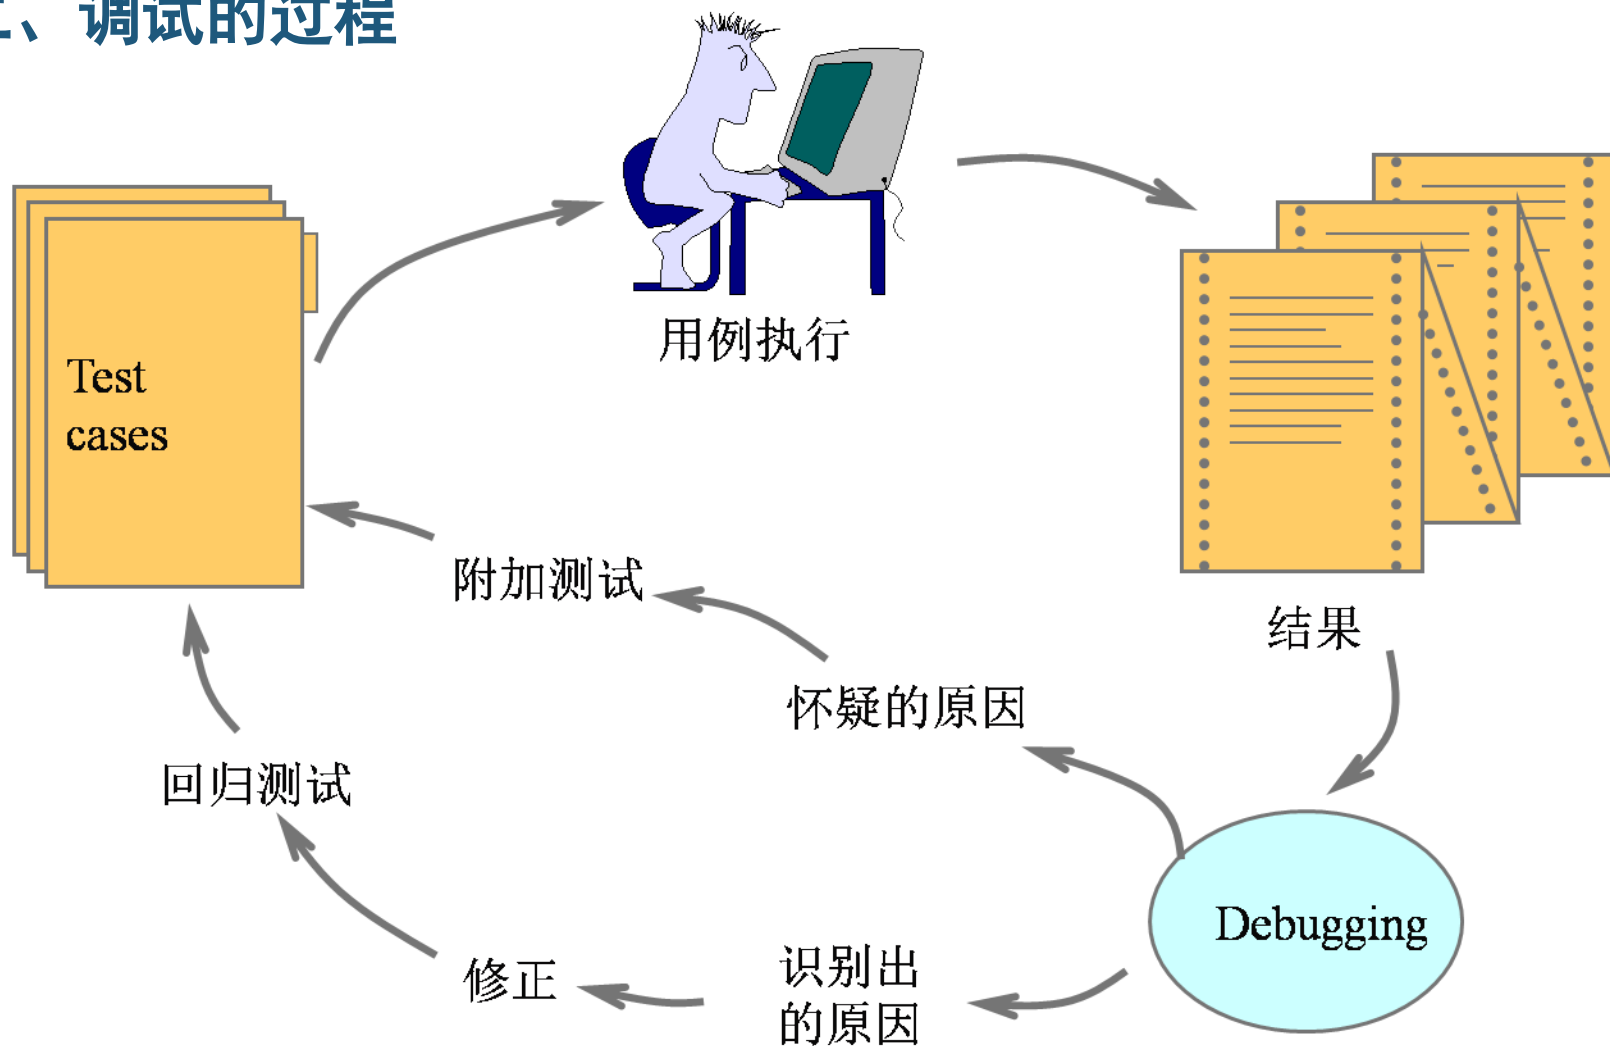 、调试的过程
用例执行
Test
cases
附加测试
结果
怀疑的原因
回归测试
Debugging
识别出
的原因
修正